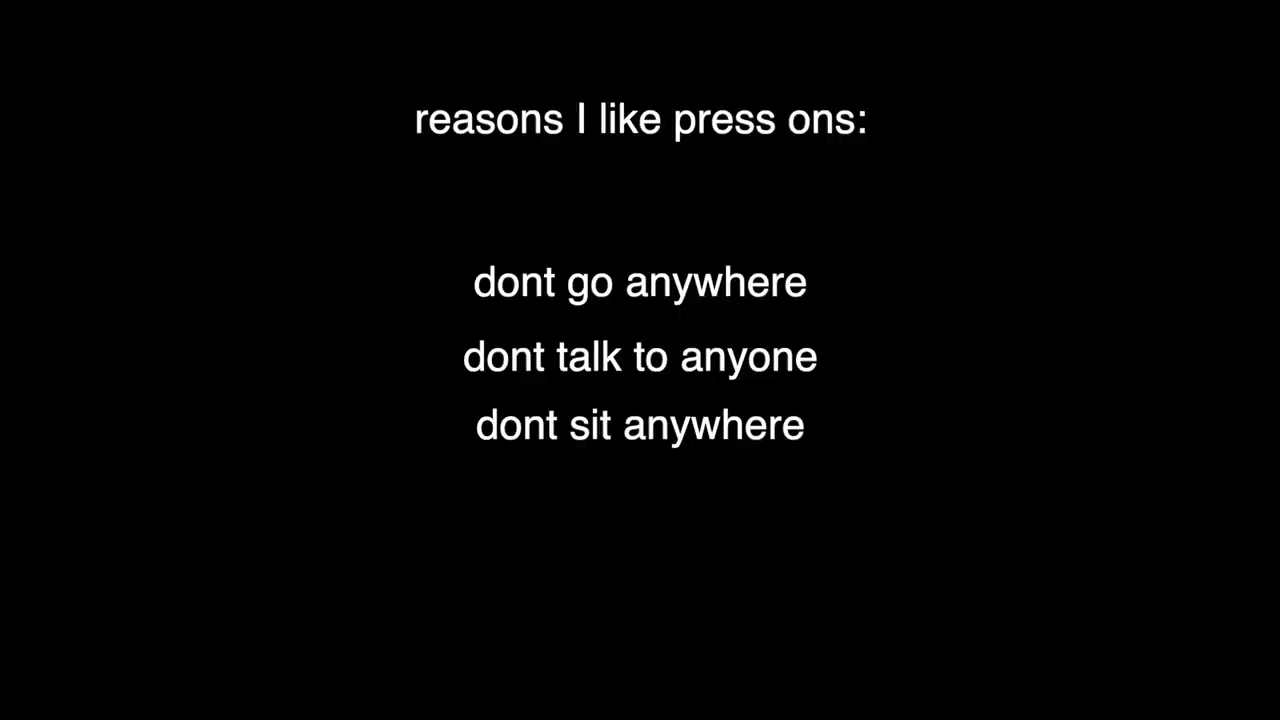 reasons I like press ons:
dont go anywhere
dont talk to anyone
dont sit anywhere